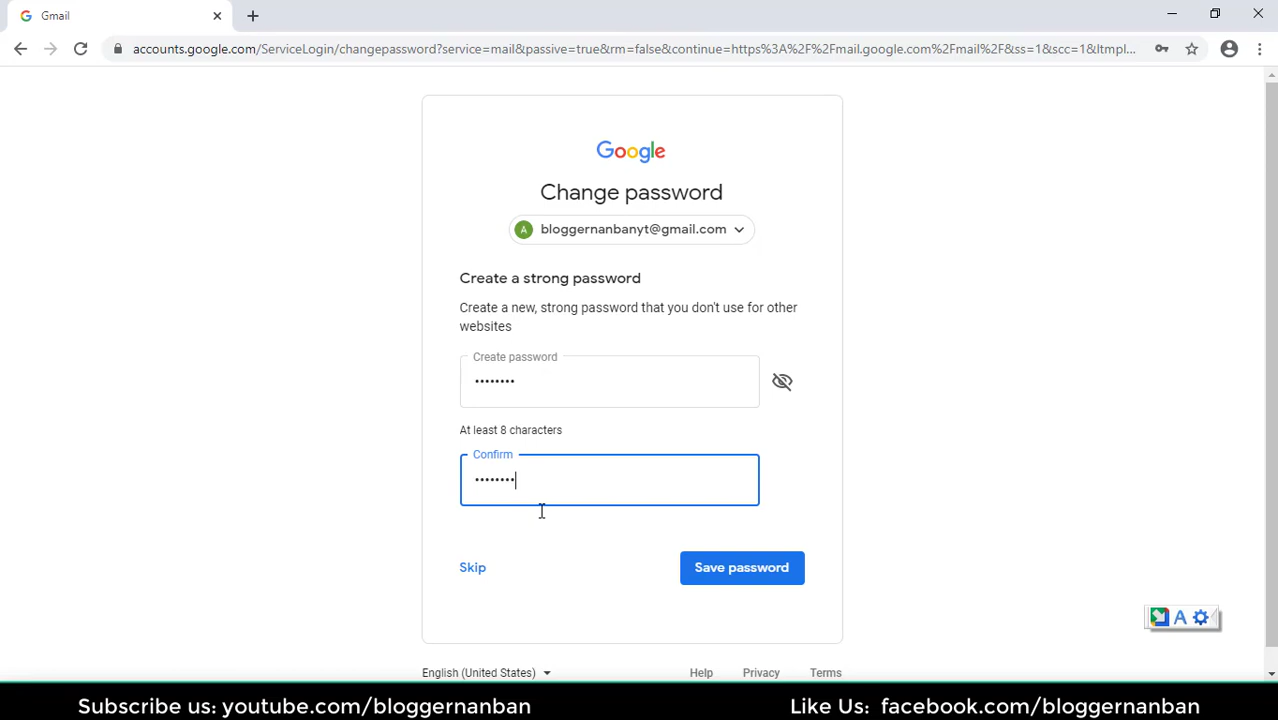 Gmail
accounts.google.com/ServiceLogin/changepassword?service=mail&passive=true&rm=false&continue=https%3A%2F%2Fmail.google.com%2Fmail%2F&ss=1&scc=1&ltmpl...
Google
Change password
A bloggernanbanyt@gmail.com
Create a strong password
Create a new, strong password that you don't use for other
websites
Create password
••••••••
At least 8 characters
Confirm
••••••••
Skip
Save password
A
English (United States)
Help
Privacy
Terms
Subscribe us: youtube.com/bloggernanban
Like Us: facebook.com/bloggernanban